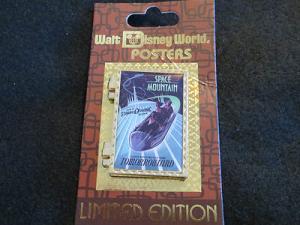 Walt Disney World.
POSTERS
SPACE
MOUNTAIN
TOMORROWLAND
LIMITED EDITION